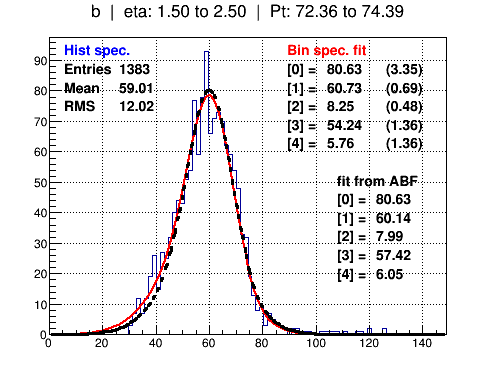 b | eta: 1.50 to 2.50 | Pt: 72.36 to 74.39
Hist spec.
Entries 1383
Mean 59.01
RMS 12.02
Bin spec. fit
[0] = 80.63 (3.35)
[1] = 60.73 (0.69)
[2] = 8.25 (0.48)
[3] = 54.24 (1.36)
[4] = 5.76 (1.36)
fit from ABF
[0] = 80.63
[1] = 60.14
[2] = 7.99
[3] = 57.42
[4] = 6.05
90
80
70
60
50
40
30
20
10
0
0 20 40 60 80 100 120 140